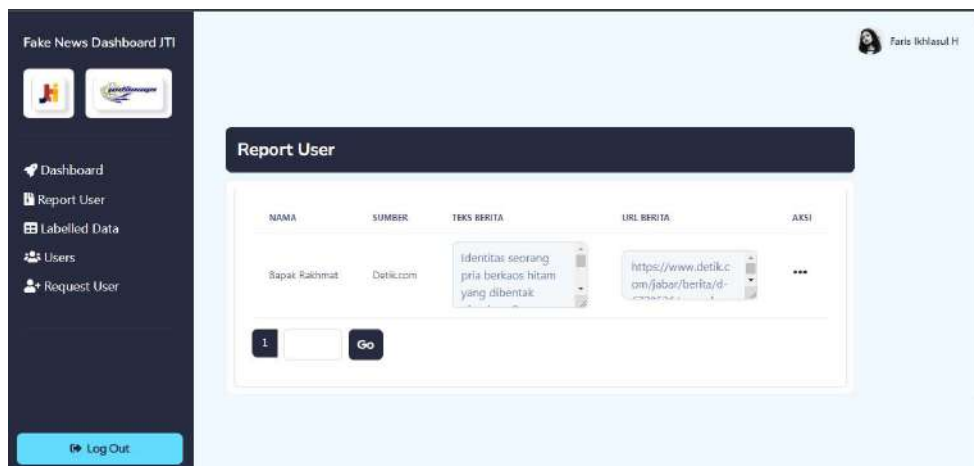 Fake News Dashboard JTI
Faris Ikhlasul H
Dashboard
Report User
Labelled Data
Users
Request User
Log Out
Report User
NAMA SUMBER TEKS BERITA URL BERITA AKSI
Bapak Rakhmat Detik.com
Identitas seorang
pria berkaos hitam
yang dibentak
https://www.detik.c
om/jabar/berita/d-
1 Go